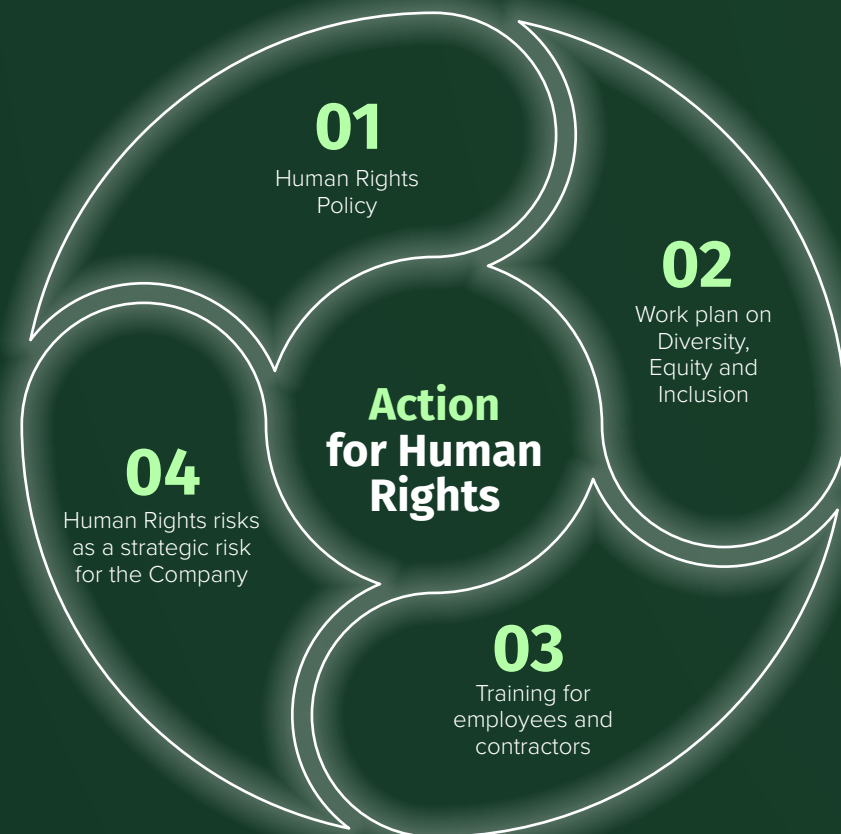 01
Human Rights
Policy
02
Work plan on
Diversity,
Equity and
Inclusion
Action
for Human
Rights
04
Human Rights risks
as a strategic risk
for the Company
03
Training for
employees and
contractors